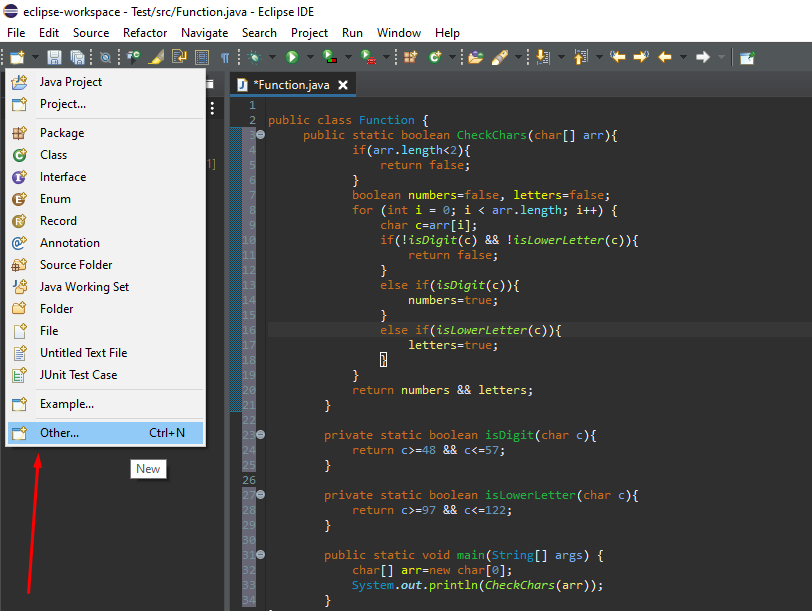 eclipse-workspace - Test/src/Function.java - Eclipse IDE
File Edit Source Refactor Navigate Search Project Run Window Help
Java Project
Project...
Package
Class
Interface
Enum
Record
Annotation
Source Folder
Java Working Set
Folder
File
Untitled Text File
JUnit Test Case
Example...
Other... Ctrl+N
New
1]
*Function.java
1
2 public class Function {
3 public static boolean CheckChars(char[] arr){
4 if(arr.length<2){
5 return false;
6 }
7 boolean numbers=false, letters=false;
8 for (int i = 0; i < arr.length; i++) {
9 char c=arr[i];
10 if(!isDigit(c) && !isLowerLetter(c)){
11 return false;
12 }
13 else if(isDigit(c)){
14 numbers=true;
15 }
16 else if(isLowerLetter(c)){
17 letters=true;
18 }
19 }
20 return numbers && letters;
21 }
22
23 private static boolean isDigit(char c){
24 return c>=48 && c<=57;
25 }
26
27 private static boolean isLowerLetter(char c){
28 return c>=97 && c<=122;
29 }
30
31 public static void main(String[] args) {
32 char[] arr=new char[0];
33 System.out.println(CheckChars(arr));
34 }